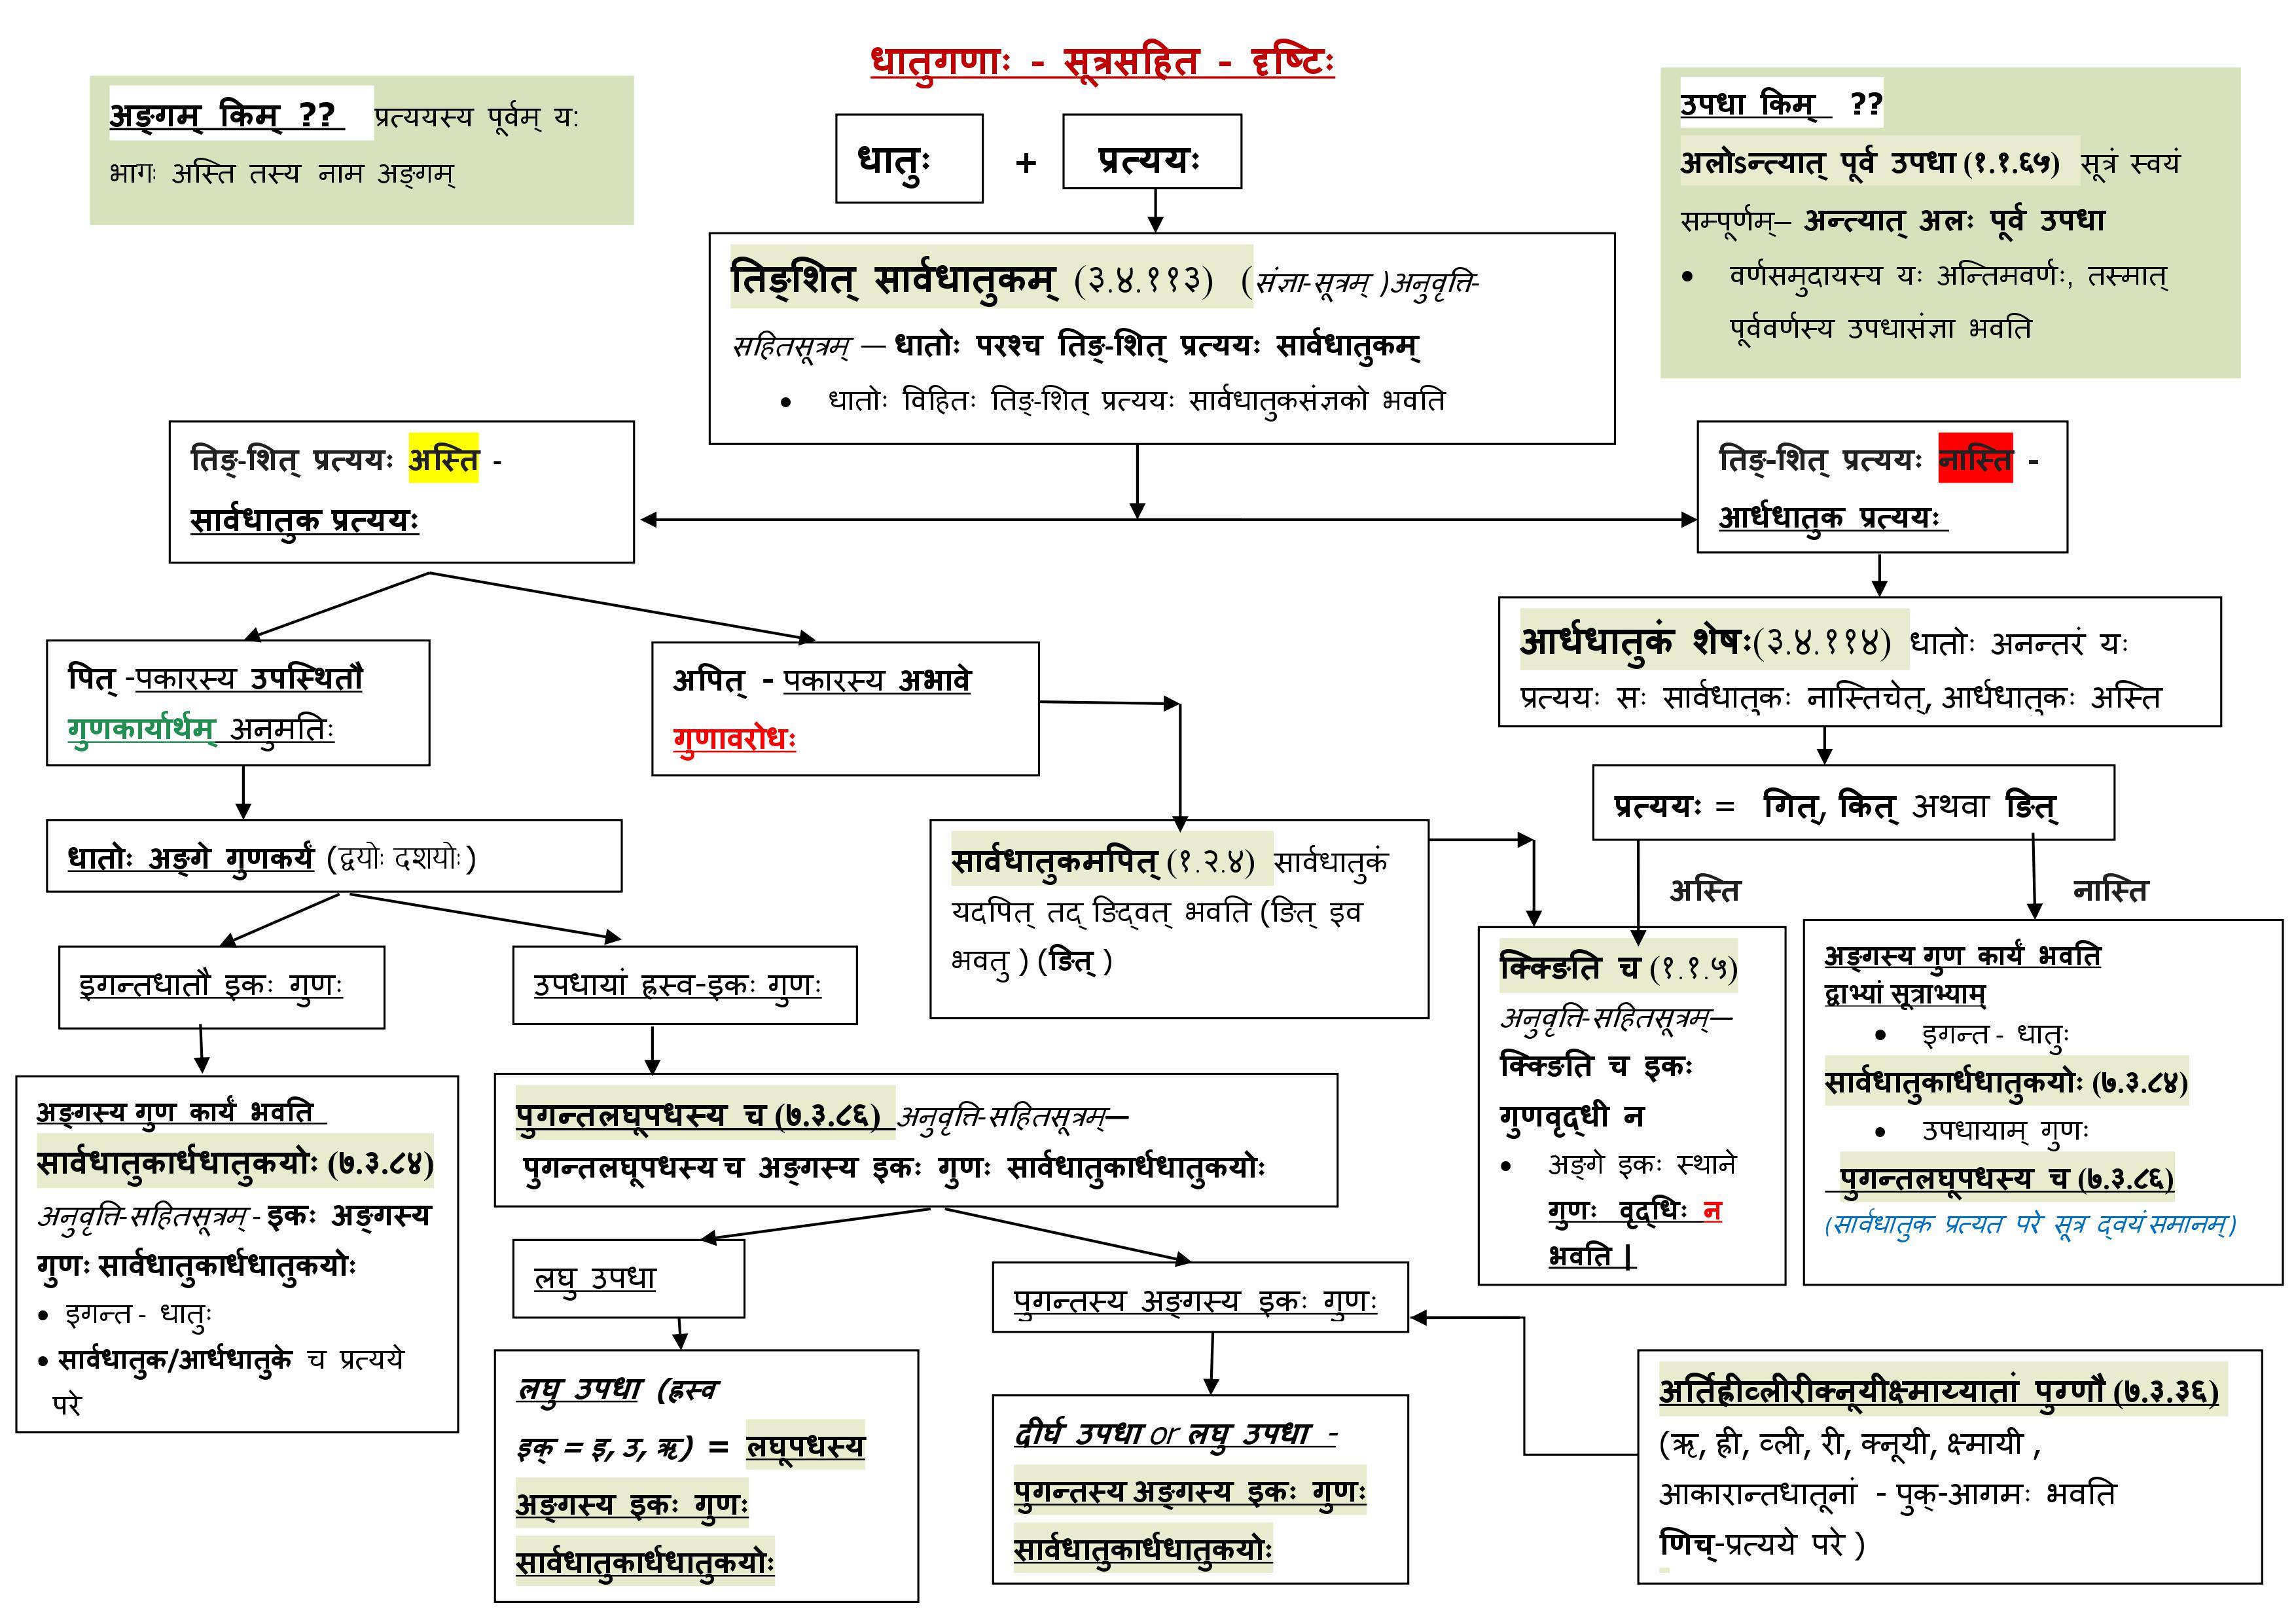 धातुगणाः - सूत्रसहित - दृष्टिः
अङ्गम् किम् ?? प्रत्ययस्य पूर्वम् य:
भागः अस्ति तस्य नाम अङ्गम्
धातुः + प्रत्ययः
उपधा किम् ??
अलोऽन्त्यात् पूर्व उपधा (१.१.६५) सूत्रं स्वयं
सम्पूर्णम्— अन्त्यात् अलः पूर्व उपधा
• वर्णसमुदायस्य यः अन्तिमवर्णः, तस्मात्
पूर्ववर्णस्य उपधासंज्ञा भवति
तिङ्शित् सार्वधातुकम् (३.४.११३) (संज्ञा-सूत्रम् )अनुवृत्ति-
सहितसूत्रम् — धातोः परश्च तिङ्-शित् प्रत्ययः सार्वधातुकम्
• धातोः विहितः तिङ्-शित् प्रत्ययः सार्वधातुकसंज्ञको भवति
तिङ्-शित् प्रत्ययः अस्ति -
सार्वधातुक प्रत्ययः
तिङ्-शित् प्रत्ययः नास्ति -
आर्धधातुक प्रत्ययः
पित् -पकारस्य उपस्थितौ
गुणकार्यार्थम् अनुमतिः
अपित् - पकारस्य अभावे
गुणावरोधः
आर्धधातुकं शेषः(३.४.११४) धातोः अनन्तरं यः
प्रत्ययः सः सार्वधातुकः नास्तिचेत्, आर्धधातुकः अस्ति
प्रत्ययः = गित्, कित् अथवा ङित्
धातोः अङ्गे गुणकर्यं (द्वयोः दशयोः)
सार्वधातुकमपित् (१.२.४) सार्वधातुकं
यदपित् तद् ङिद्वत् भवति (ङित् इव
भवतु ) (ङित् )
अस्ति
नास्ति
इगन्तधातौ इकः गुणः
उपधायां ह्रस्व-इकः गुणः
क्क्ङिति च (१.१.५)
अनुवृत्ति-सहितसूत्रम्—
क्क्ङिति च इकः
गुणवृद्धी न
• अङ्गे इकः स्थाने
गुणः वृद्धिः न
भवति |
अङ्गस्य गुण कार्यं भवति
द्वाभ्यां सूत्राभ्याम्
• इगन्त - धातुः
सार्वधातुकार्धधातुकयोः (७.३.८४)
• उपधायाम् गुणः
पुगन्तलघूपधस्य च (७.३.८६)
(सार्वधातुक प्रत्यत परे सूत्र द्वयं समानम्)
अङ्गस्य गुण कार्यं भवति
सार्वधातुकार्धधातुकयोः (७.३.८४)
अनुवृत्ति-सहितसूत्रम् - इकः अङ्गस्य
गुणः सार्वधातुकार्धधातुकयोः
• इगन्त - धातुः
• सार्वधातुक/आर्धधातुके च प्रत्यये
परे
पुगन्तलघूपधस्य च (७.३.८६) अनुवृत्ति-सहितसूत्रम्—
पुगन्तलघूपधस्य च अङ्गस्य इकः गुणः सार्वधातुकार्धधातुकयोः
लघु उपधा
पुगन्तस्य अङ्गस्य इकः गुणः
लघु उपधा (ह्रस्व
इक् = इ, उ, ऋ) = लघूपधस्य
अङ्गस्य इकः गुणः
सार्वधातुकार्धधातुकयोः
दीर्घ उपधा or लघु उपधा -
पुगन्तस्य अङ्गस्य इकः गुणः
सार्वधातुकार्धधातुकयोः
अर्तिह्रीव्लीरीक्नूयीक्ष्माय्यातां पुग्णौ (७.३.३६)
(ऋ, ह्री, व्ली, री, क्नूयी, क्ष्मायी ,
आकारान्तधातूनां - पुक्-आगमः भवति
णिच्-प्रत्यये परे )